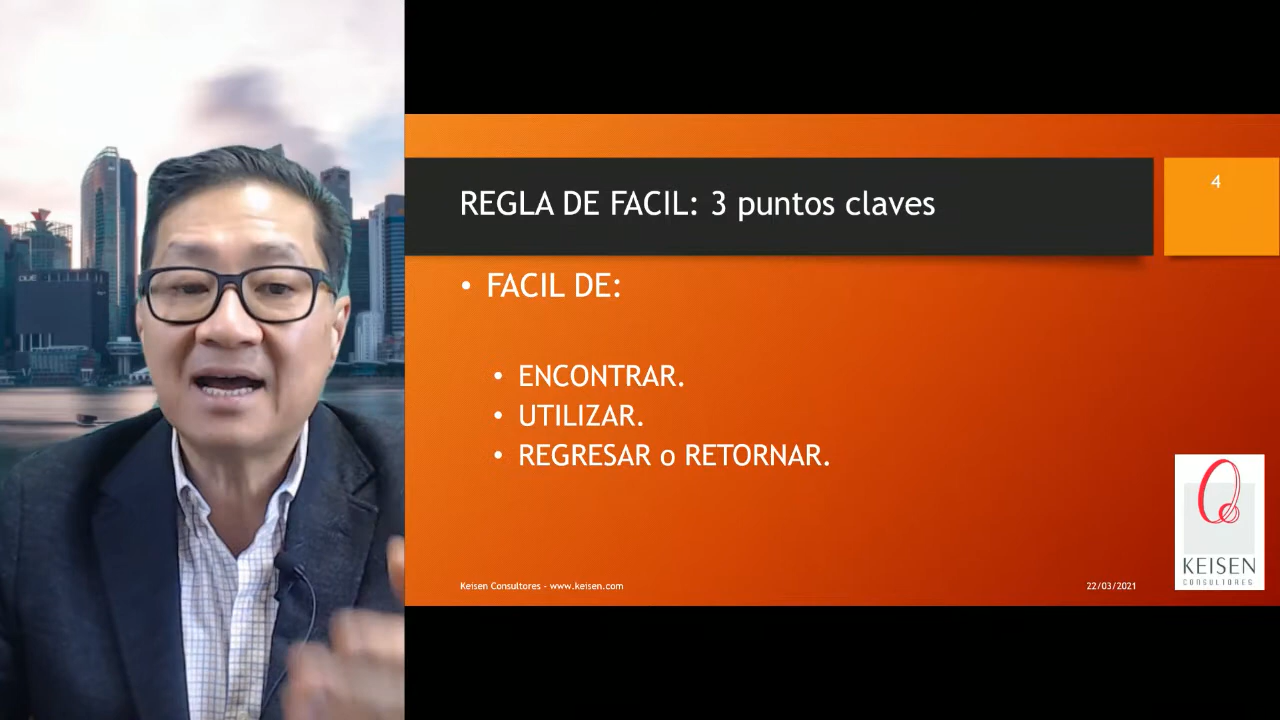 REGLA DE FACIL: 3 puntos claves
4
• FACIL DE:
• ENCONTRAR.
• UTILIZAR.
• REGRESAR o RETORNAR.
KEISEN
CONSULTORES
Keisen Consultores - www.keisen.com
22/03/2021